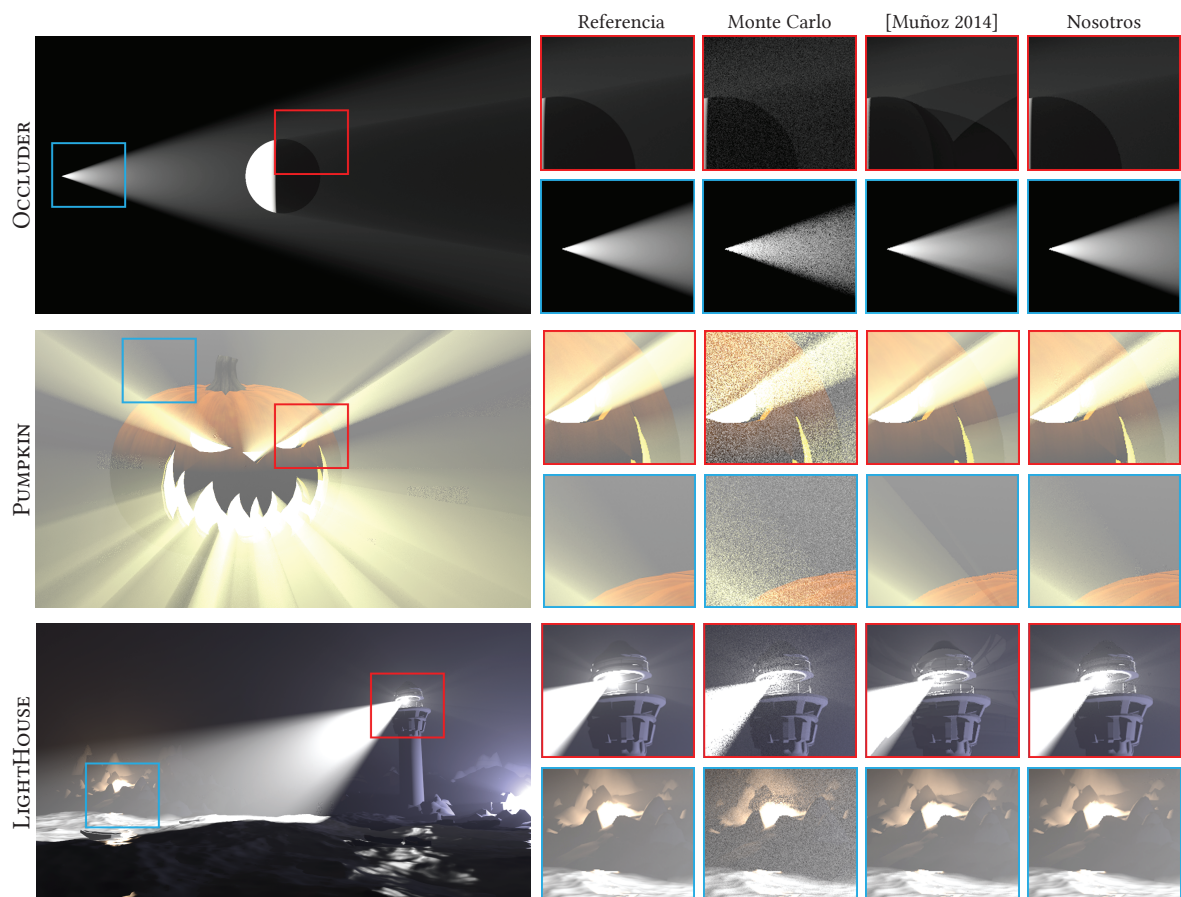 Referencia
Monte Carlo
[Muñoz 2014]
Nosotros
Occluder
Pumpkin
LightHouse